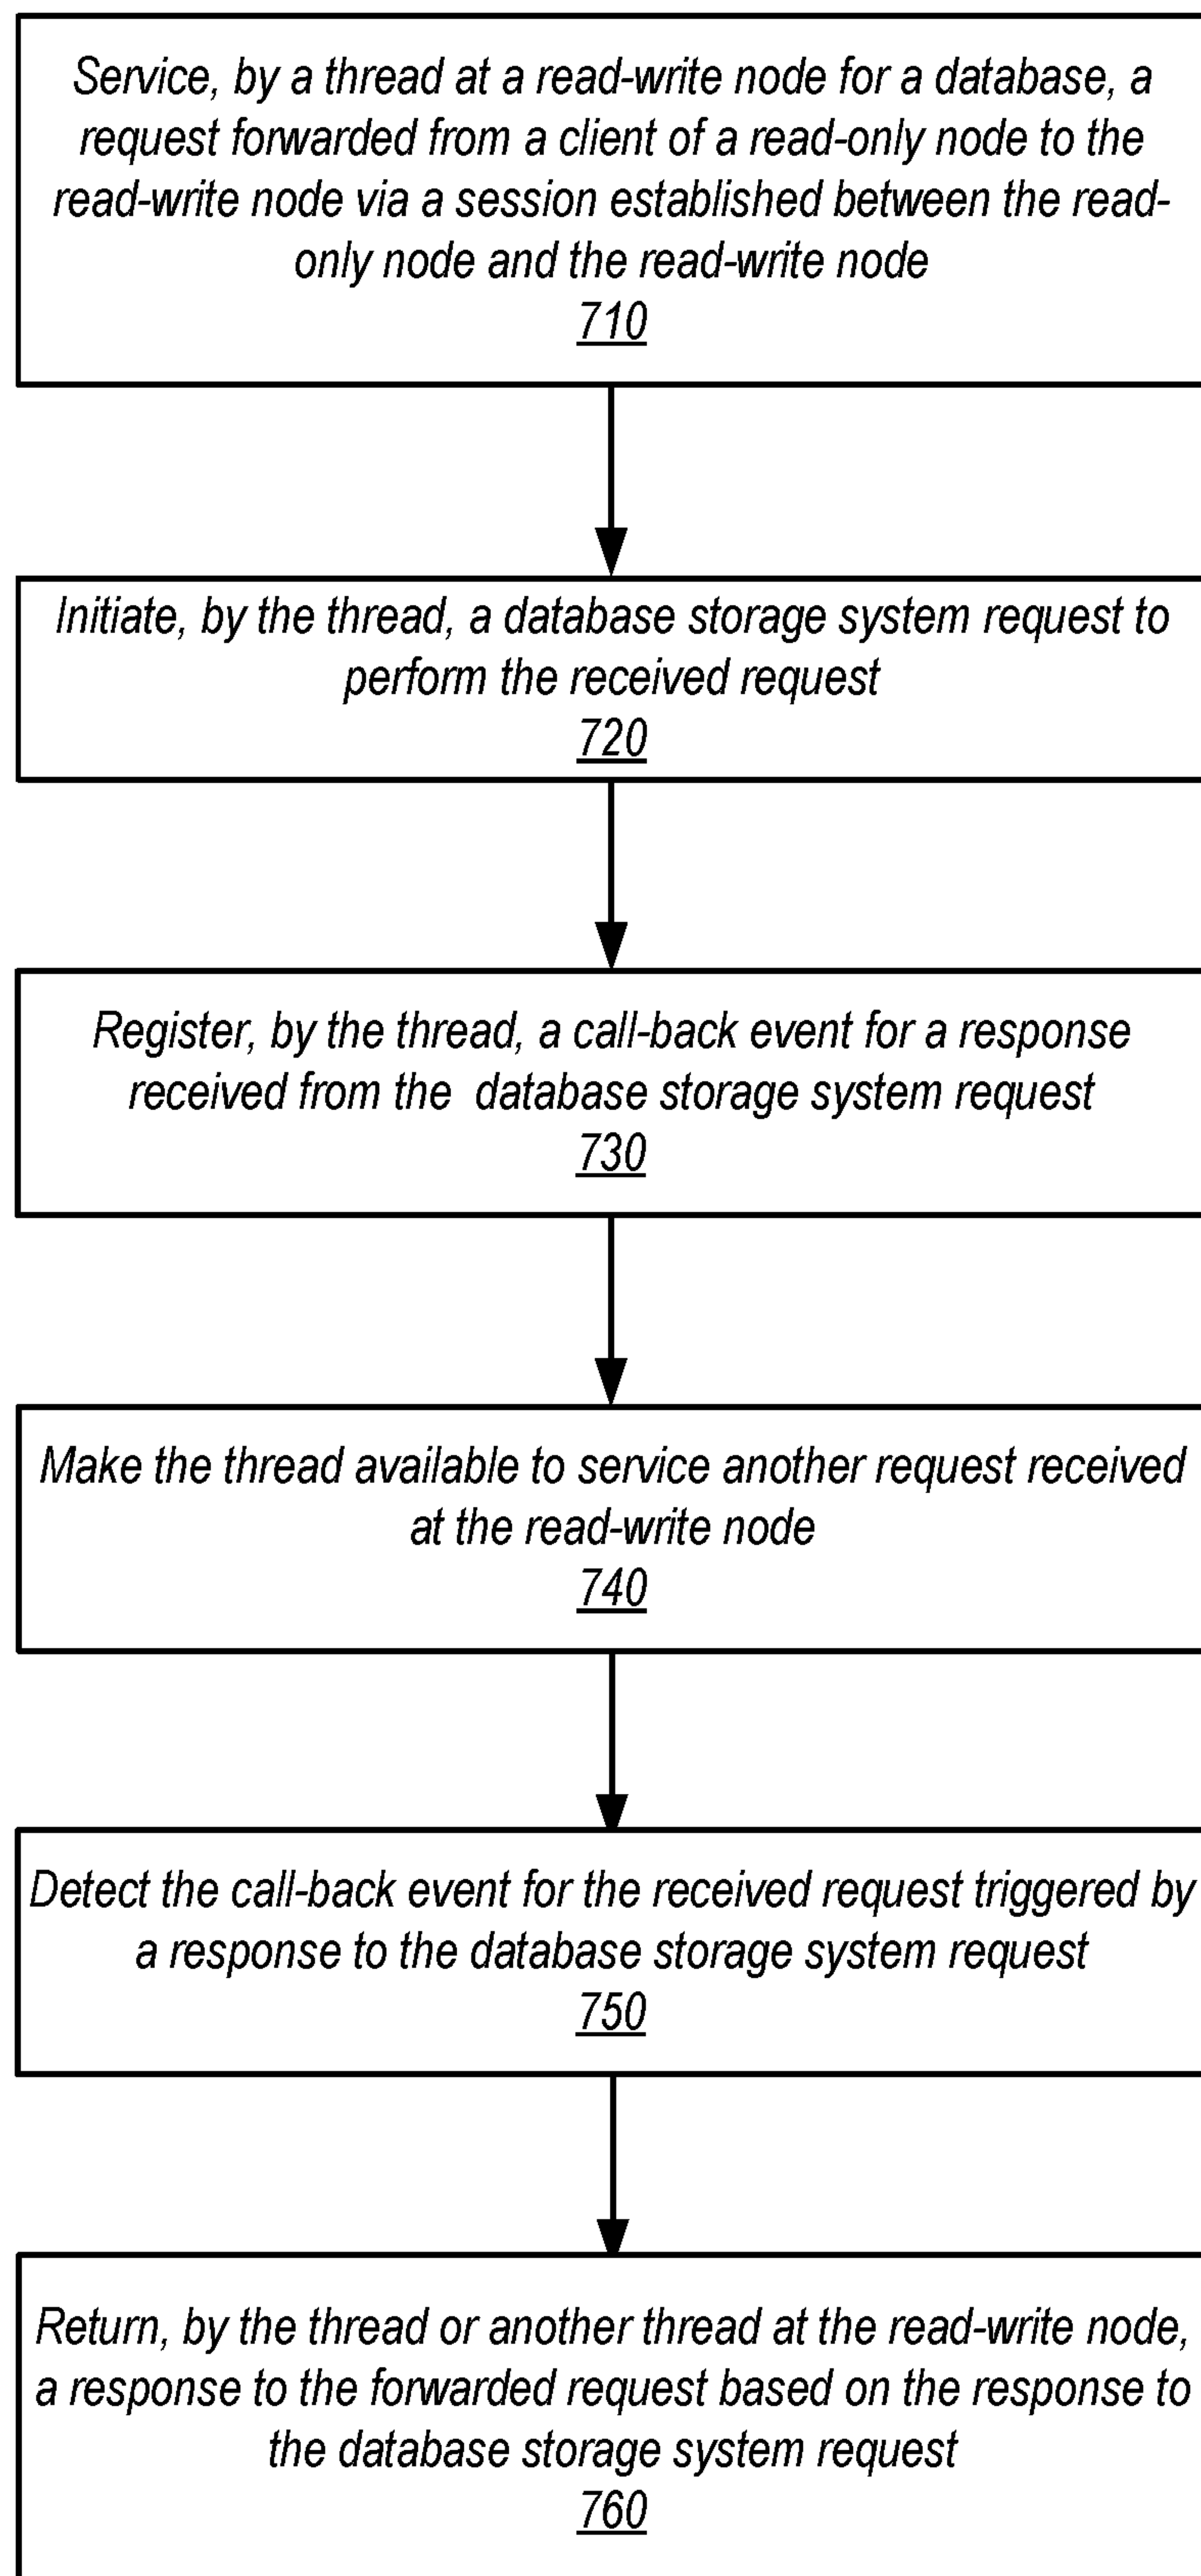 Service, by a thread at a read-write node for a database, a
request forwarded from a client of a read-only node to the
read-write node via a session established between the read-
only node and the read-write node
710
Initiate, by the thread, a database storage system request to
perform the received request
720
Register, by the thread, a call-back event for a response
received from the  database storage system request
730
Make the thread available to service another request received
at the read-write node
740
Detect the call-back event for the received request triggered by
a response to the database storage system request
750
Return, by the thread or another thread at the read-write node,
a response to the forwarded request based on the response to
the database storage system request
760